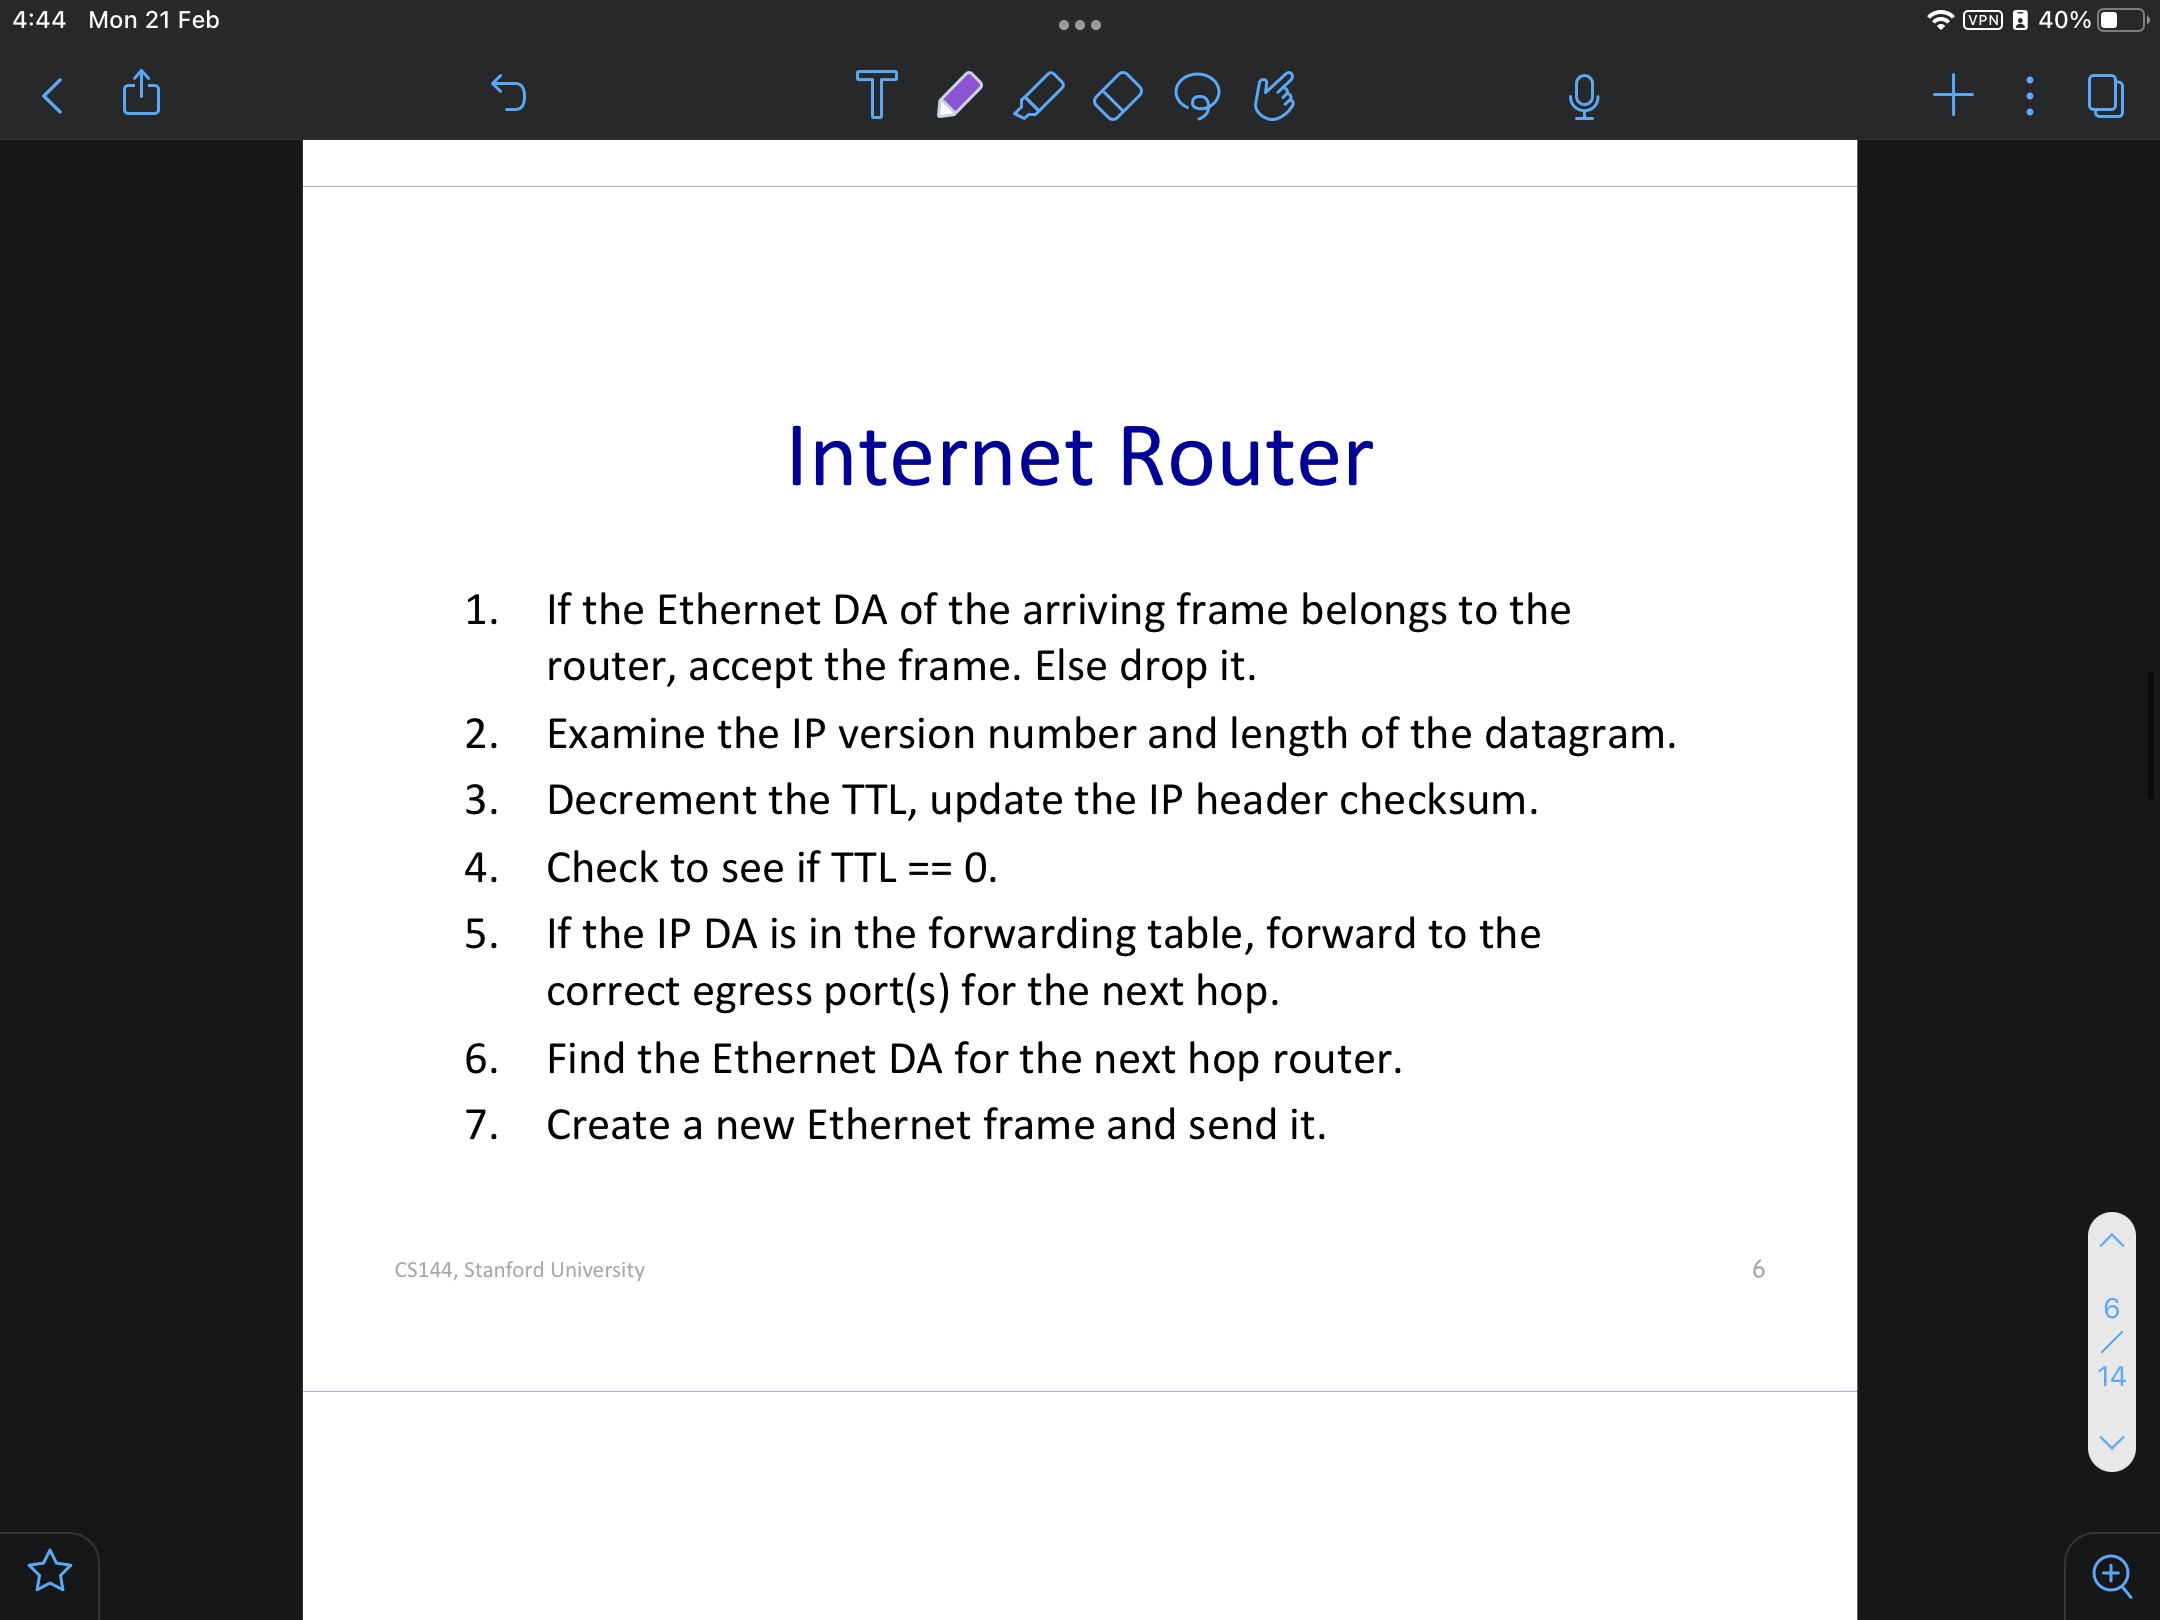 4:44 Mon 21 Feb
VPN 40%
Internet Router
1. If the Ethernet DA of the arriving frame belongs to the
router, accept the frame. Else drop it.
2. Examine the IP version number and length of the datagram.
3. Decrement the TTL, update the IP header checksum.
4. Check to see if TTL == 0.
5. If the IP DA is in the forwarding table, forward to the
correct egress port(s) for the next hop.
6. Find the Ethernet DA for the next hop router.
7. Create a new Ethernet frame and send it.
CS144, Stanford University 6
6
/
14